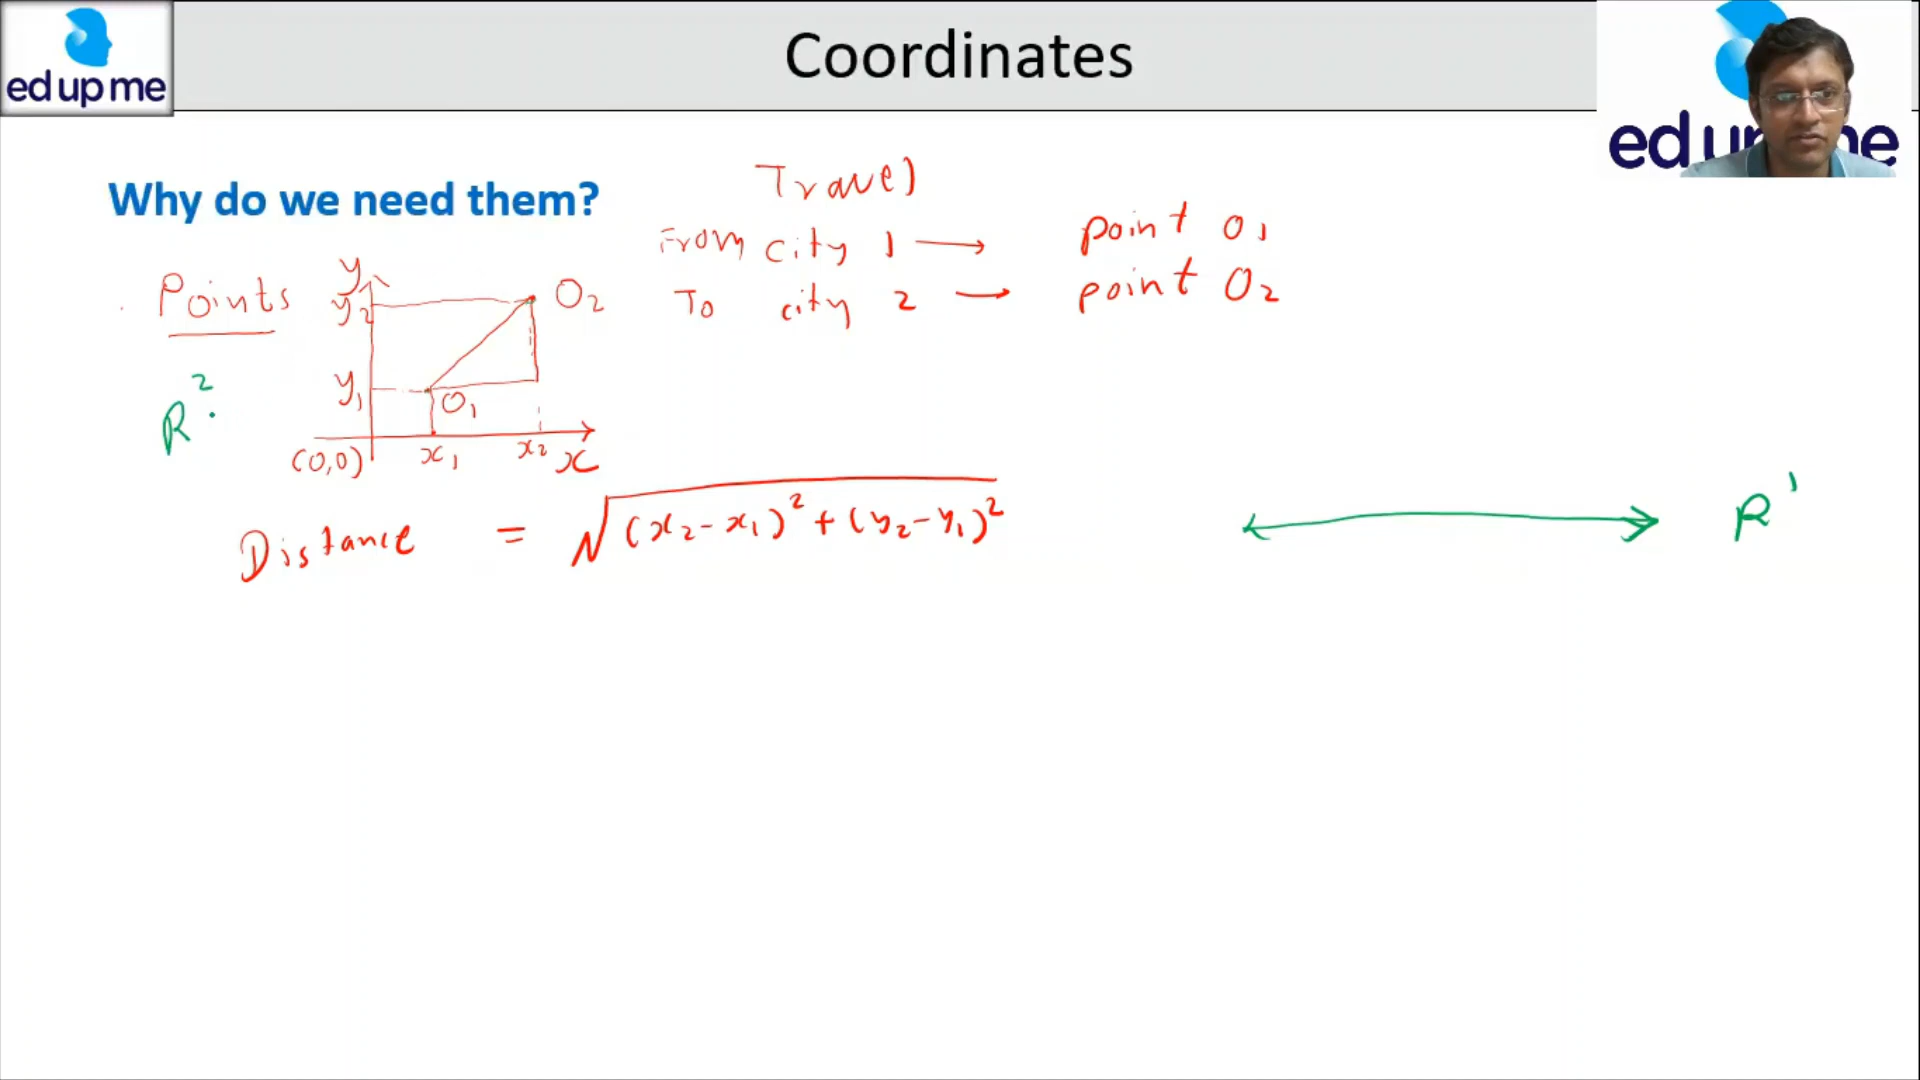 Coordinates
ed up me
ed up me
Why do we need them?
Travel
From city 1 → point O1
To city 2 → point O2
Points
y
y2
O2
R²
y1
O1
(0,0)
x1
x2
x
Distance = √(x2-x1)²+(y2-y1)²
R¹